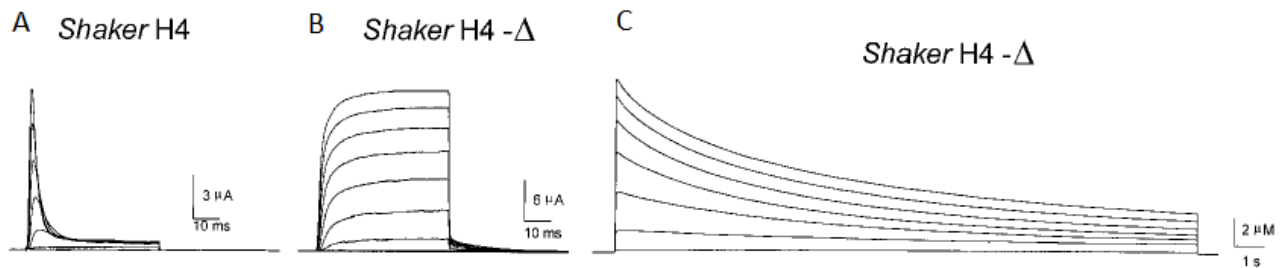 A
Shaker H4
B
Shaker H4 -Δ
C
Shaker H4 -Δ
3 μA
10 ms
6 μA
10 ms
2 μM
1 s